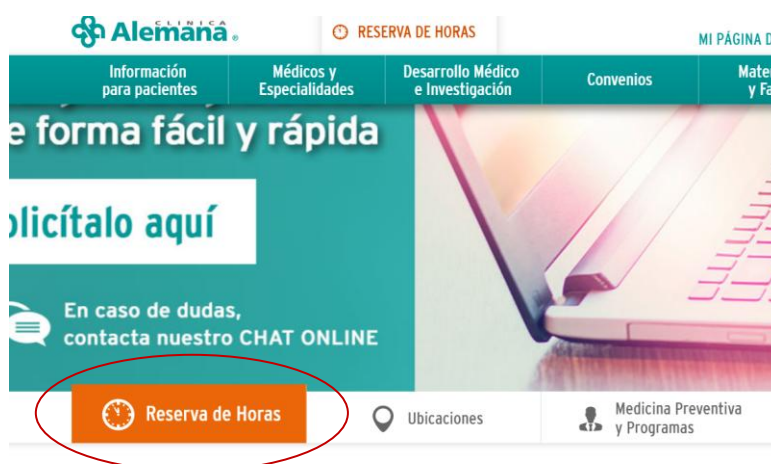 CLINICA
Alemana
RESERVA DE HORAS
MI PÁGINA D
Información
para pacientes
Médicos y
Especialidades
Desarrollo Médico
e Investigación
Convenios
Mate
y Fa
e forma fácil y rápida
olicítalo aquí
En caso de dudas,
contacta nuestro CHAT ONLINE
Reserva de Horas
Ubicaciones
Medicina Preventiva
y Programas